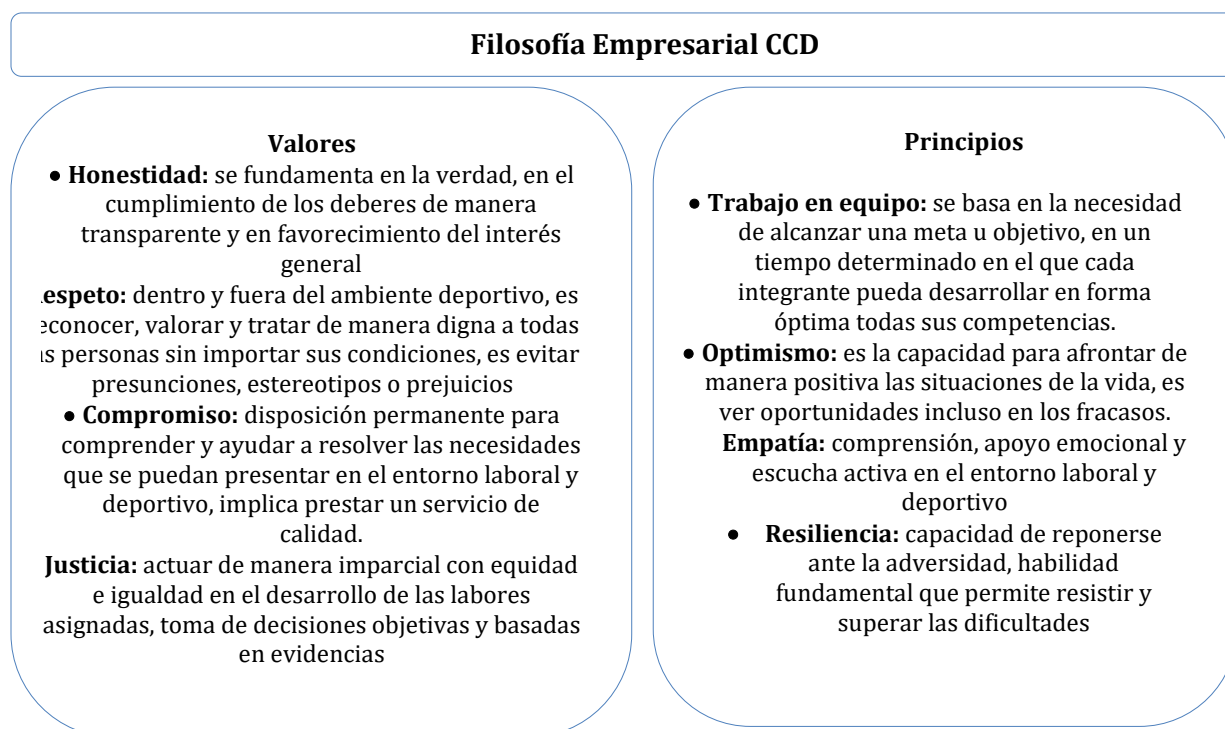 Filosofía Empresarial CCD
Valores
• Honestidad: se fundamenta en la verdad, en el
cumplimiento de los deberes de manera
transparente y en favorecimiento del interés
general
espeto: dentro y fuera del ambiente deportivo, es
econocer, valorar y tratar de manera digna a todas
s personas sin importar sus condiciones, es evitar
presunciones, estereotipos o prejuicios
• Compromiso: disposición permanente para
comprender y ayudar a resolver las necesidades
que se puedan presentar en el entorno laboral y
deportivo, implica prestar un servicio de
calidad.
Justicia: actuar de manera imparcial con equidad
e igualdad en el desarrollo de las labores
asignadas, toma de decisiones objetivas y basadas
en evidencias
Principios
• Trabajo en equipo: se basa en la necesidad
de alcanzar una meta u objetivo, en un
tiempo determinado en el que cada
integrante pueda desarrollar en forma
óptima todas sus competencias.
• Optimismo: es la capacidad para afrontar de
manera positiva las situaciones de la vida, es
ver oportunidades incluso en los fracasos.
Empatía: comprensión, apoyo emocional y
escucha activa en el entorno laboral y
deportivo
• Resiliencia: capacidad de reponerse
ante la adversidad, habilidad
fundamental que permite resistir y
superar las dificultades